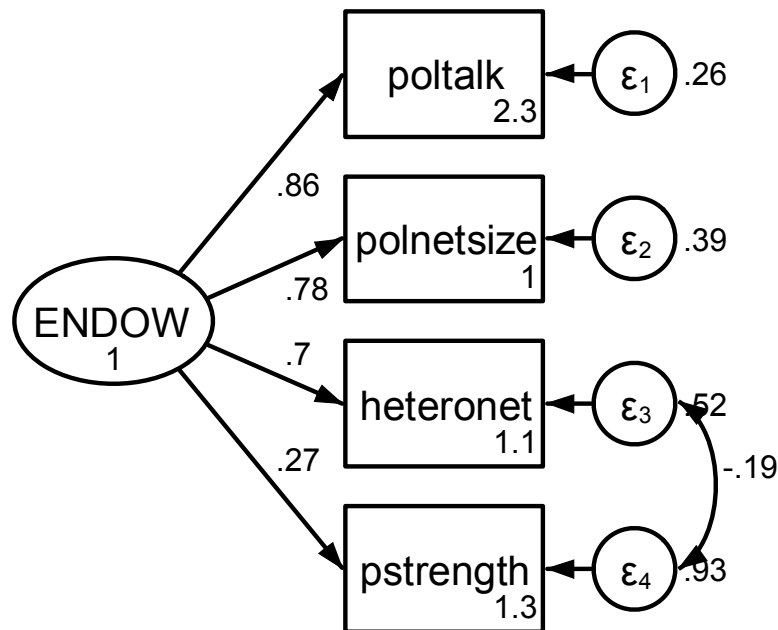 poltalk
2.3
ε1
.26
.86
polnetsize
1
ε2
.39
.78
ENDOW
1
.7
heteronet
1.1
ε3
.52
-.19
.27
pstrength
1.3
ε4
.93